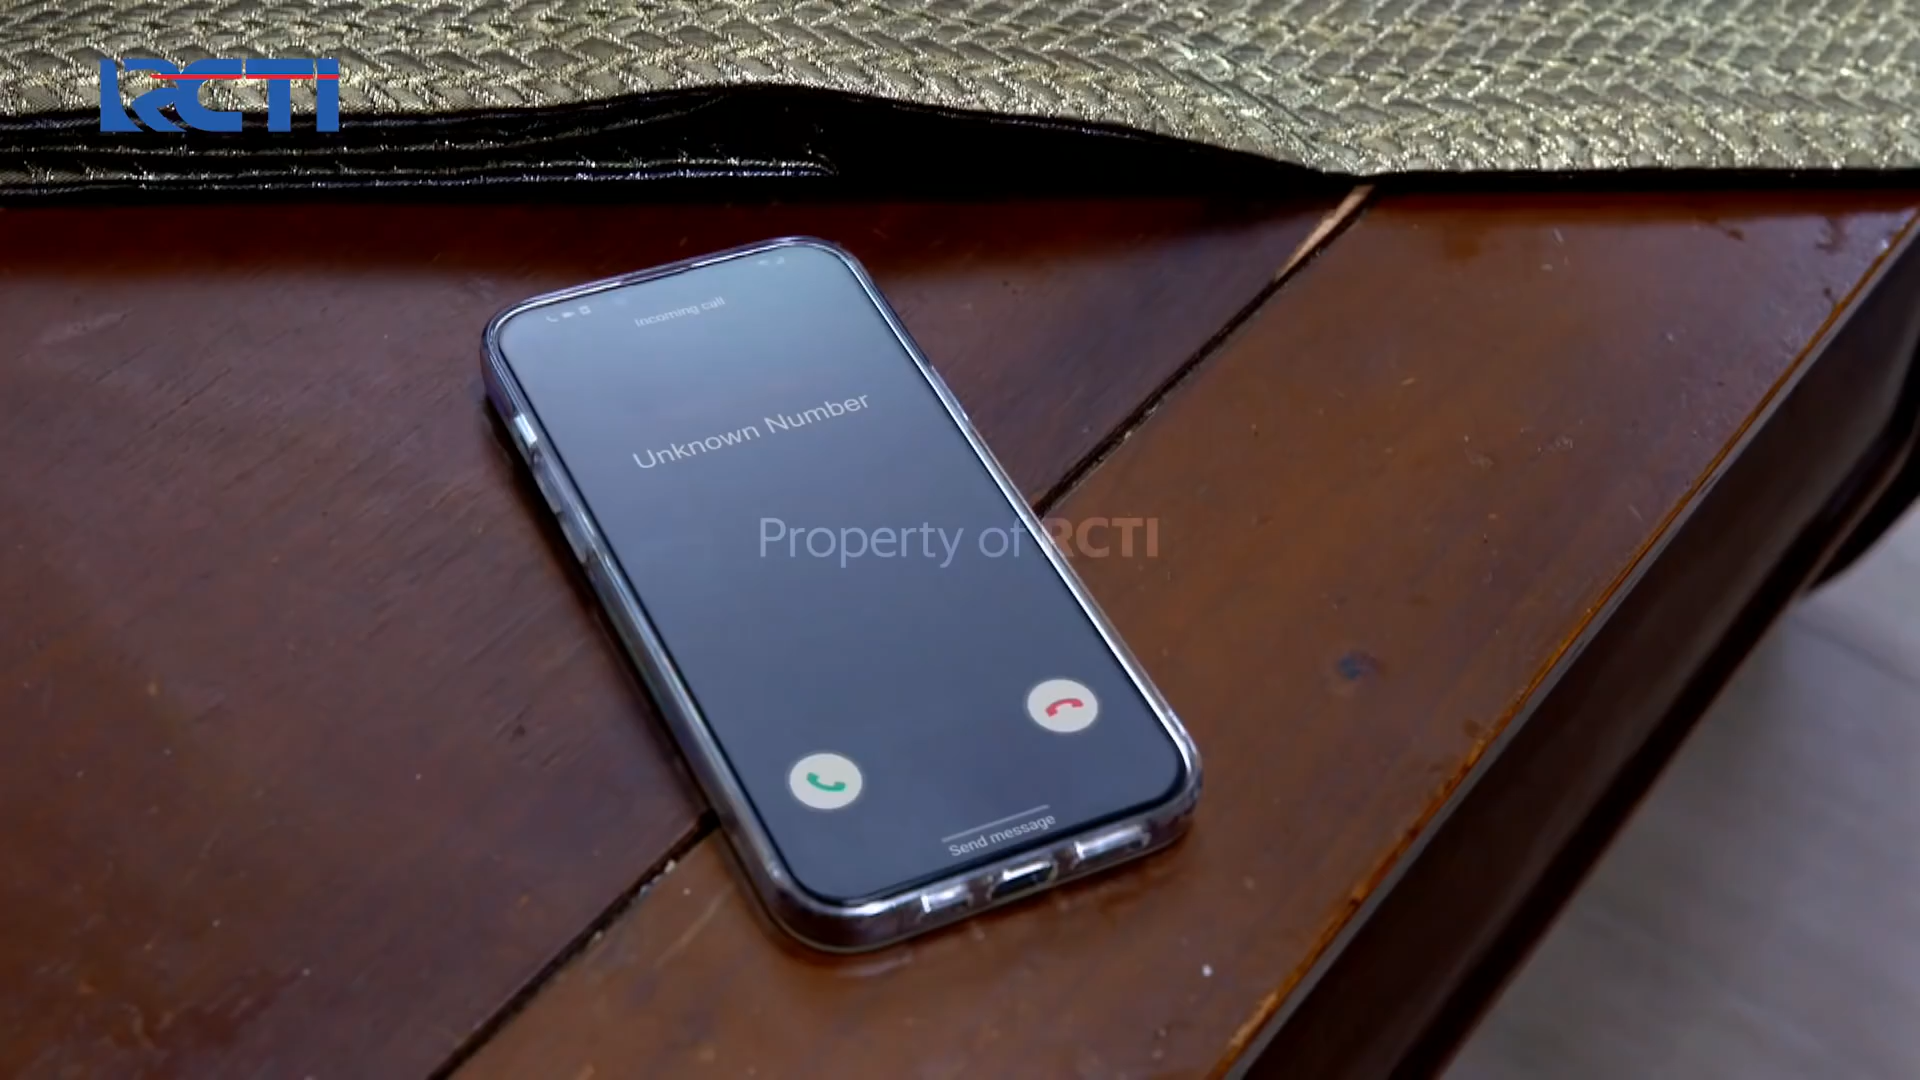 RCTI
Incoming call
Unknown Number
Property of RCTI
Send message